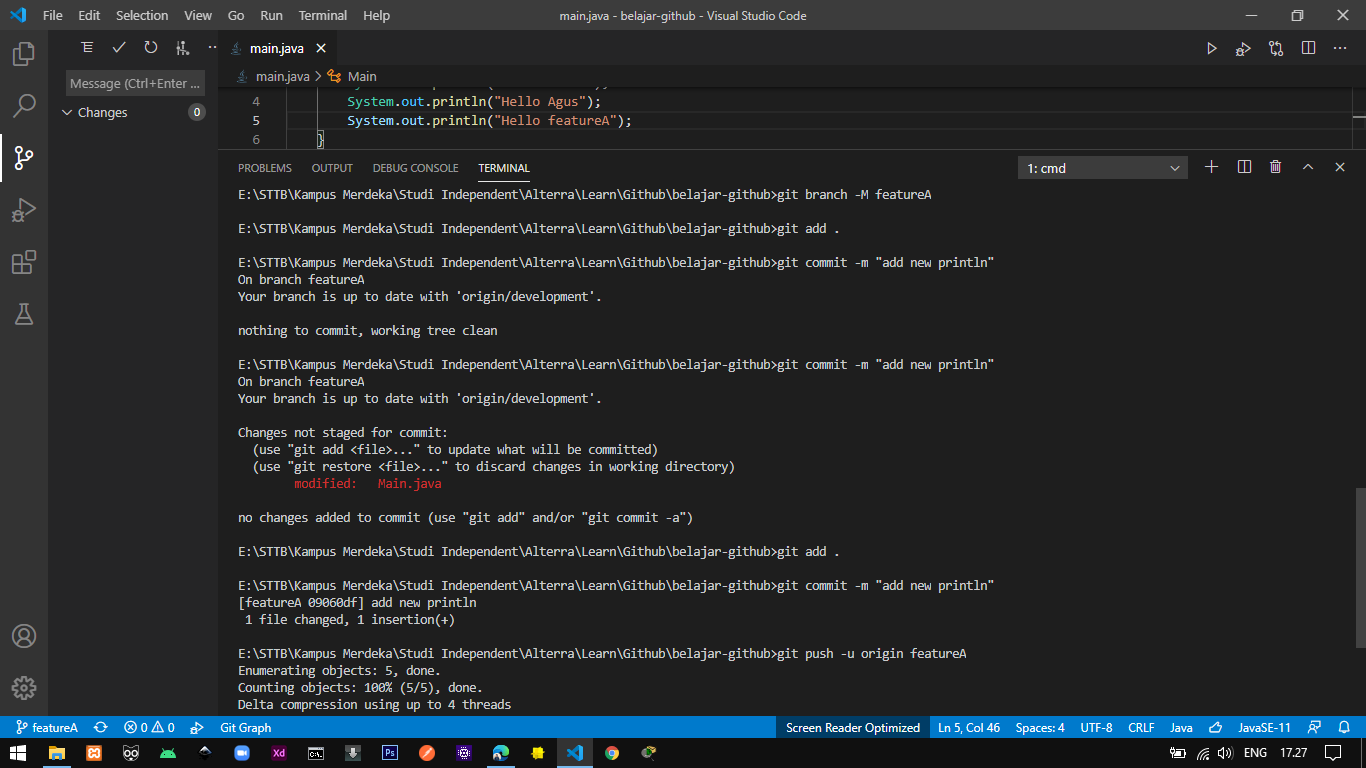 File Edit Selection View Go Run Terminal Help main.java - belajar-github - Visual Studio Code
main.java
Message (Ctrl+Enter ...
main.java > Main
Changes 0
4 System.out.println("Hello Agus");
5 System.out.println("Hello featureA");
6 }
PROBLEMS OUTPUT DEBUG CONSOLE TERMINAL 1: cmd
E:\STTB\Kampus Merdeka\Studi Independent\Alterra\Learn\Github\belajar-github>git branch -M featureA
E:\STTB\Kampus Merdeka\Studi Independent\Alterra\Learn\Github\belajar-github>git add .
E:\STTB\Kampus Merdeka\Studi Independent\Alterra\Learn\Github\belajar-github>git commit -m "add new println"
On branch featureA
Your branch is up to date with 'origin/development'.
nothing to commit, working tree clean
E:\STTB\Kampus Merdeka\Studi Independent\Alterra\Learn\Github\belajar-github>git commit -m "add new println"
On branch featureA
Your branch is up to date with 'origin/development'.
Changes not staged for commit:
(use "git add <file>..." to update what will be committed)
(use "git restore <file>..." to discard changes in working directory)
modified: Main.java
no changes added to commit (use "git add" and/or "git commit -a")
E:\STTB\Kampus Merdeka\Studi Independent\Alterra\Learn\Github\belajar-github>git add .
E:\STTB\Kampus Merdeka\Studi Independent\Alterra\Learn\Github\belajar-github>git commit -m "add new println"
[featureA 09060df] add new println
1 file changed, 1 insertion(+)
E:\STTB\Kampus Merdeka\Studi Independent\Alterra\Learn\Github\belajar-github>git push -u origin featureA
Enumerating objects: 5, done.
Counting objects: 100% (5/5), done.
Delta compression using up to 4 threads
featureA 0 0 Git Graph Screen Reader Optimized Ln 5, Col 46 Spaces: 4 UTF-8 CRLF Java JavaSE-11
Xd Ps ENG 17.27